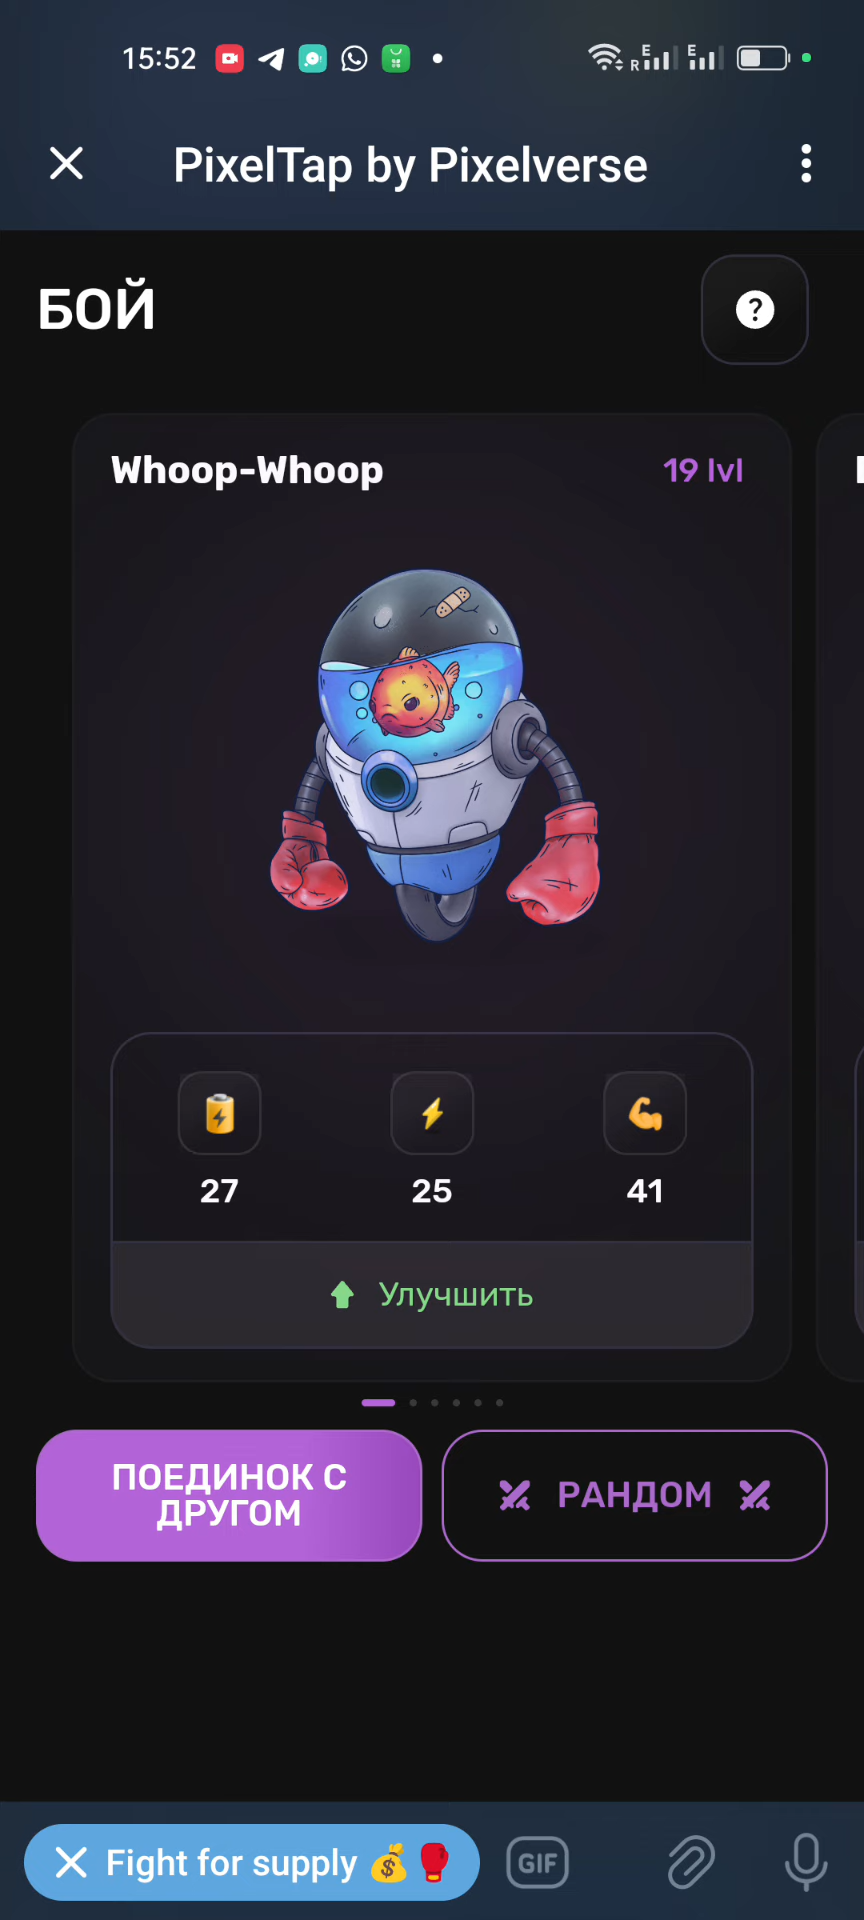 15:52
R E E
PixelTap by Pixelverse
БОЙ
?
Whoop-Whoop
19 lvl
27 25 41
Улучшить
ПОЕДИНОК С
ДРУГОМ
РАНДОМ
Fight for supply 💰🥊
GIF